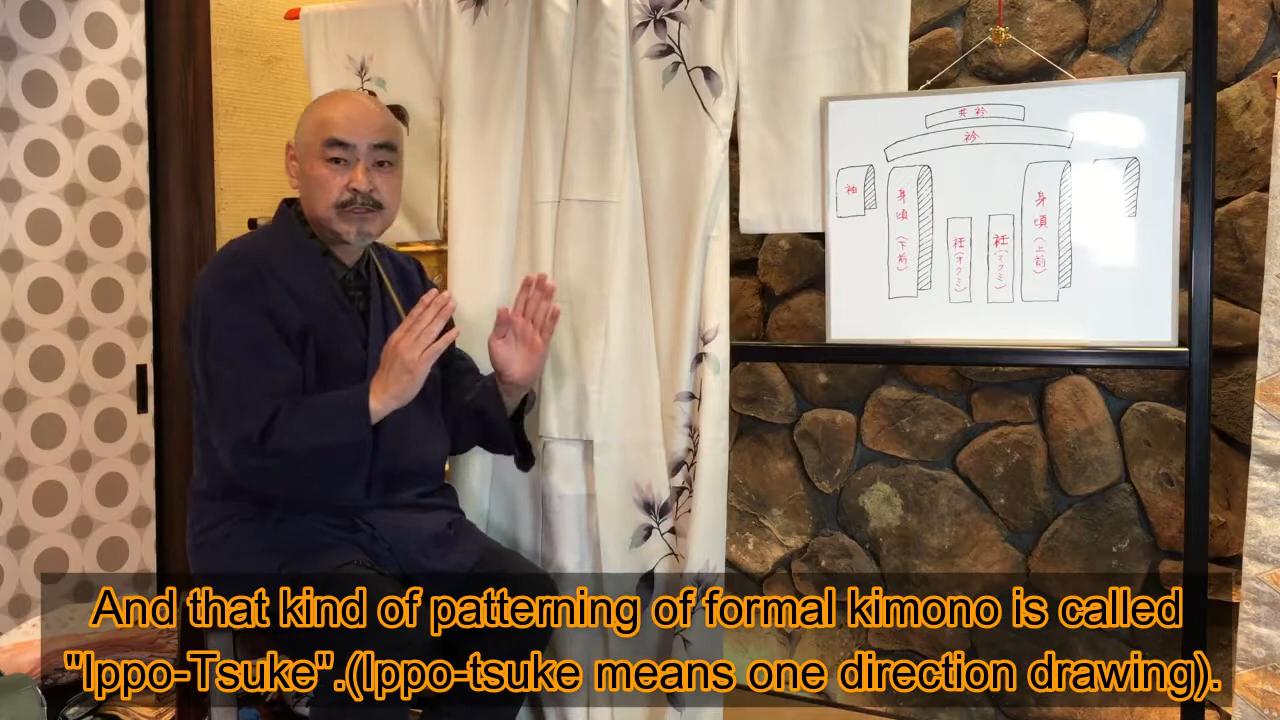 共衿
衿
袖
身頃(下前)
衽(オクミ)
衽(オクミ)
身頃(上前)
And that kind of patterning of formal kimono is called
"Ippo-Tsuke".(Ippo-tsuke means one direction drawing).